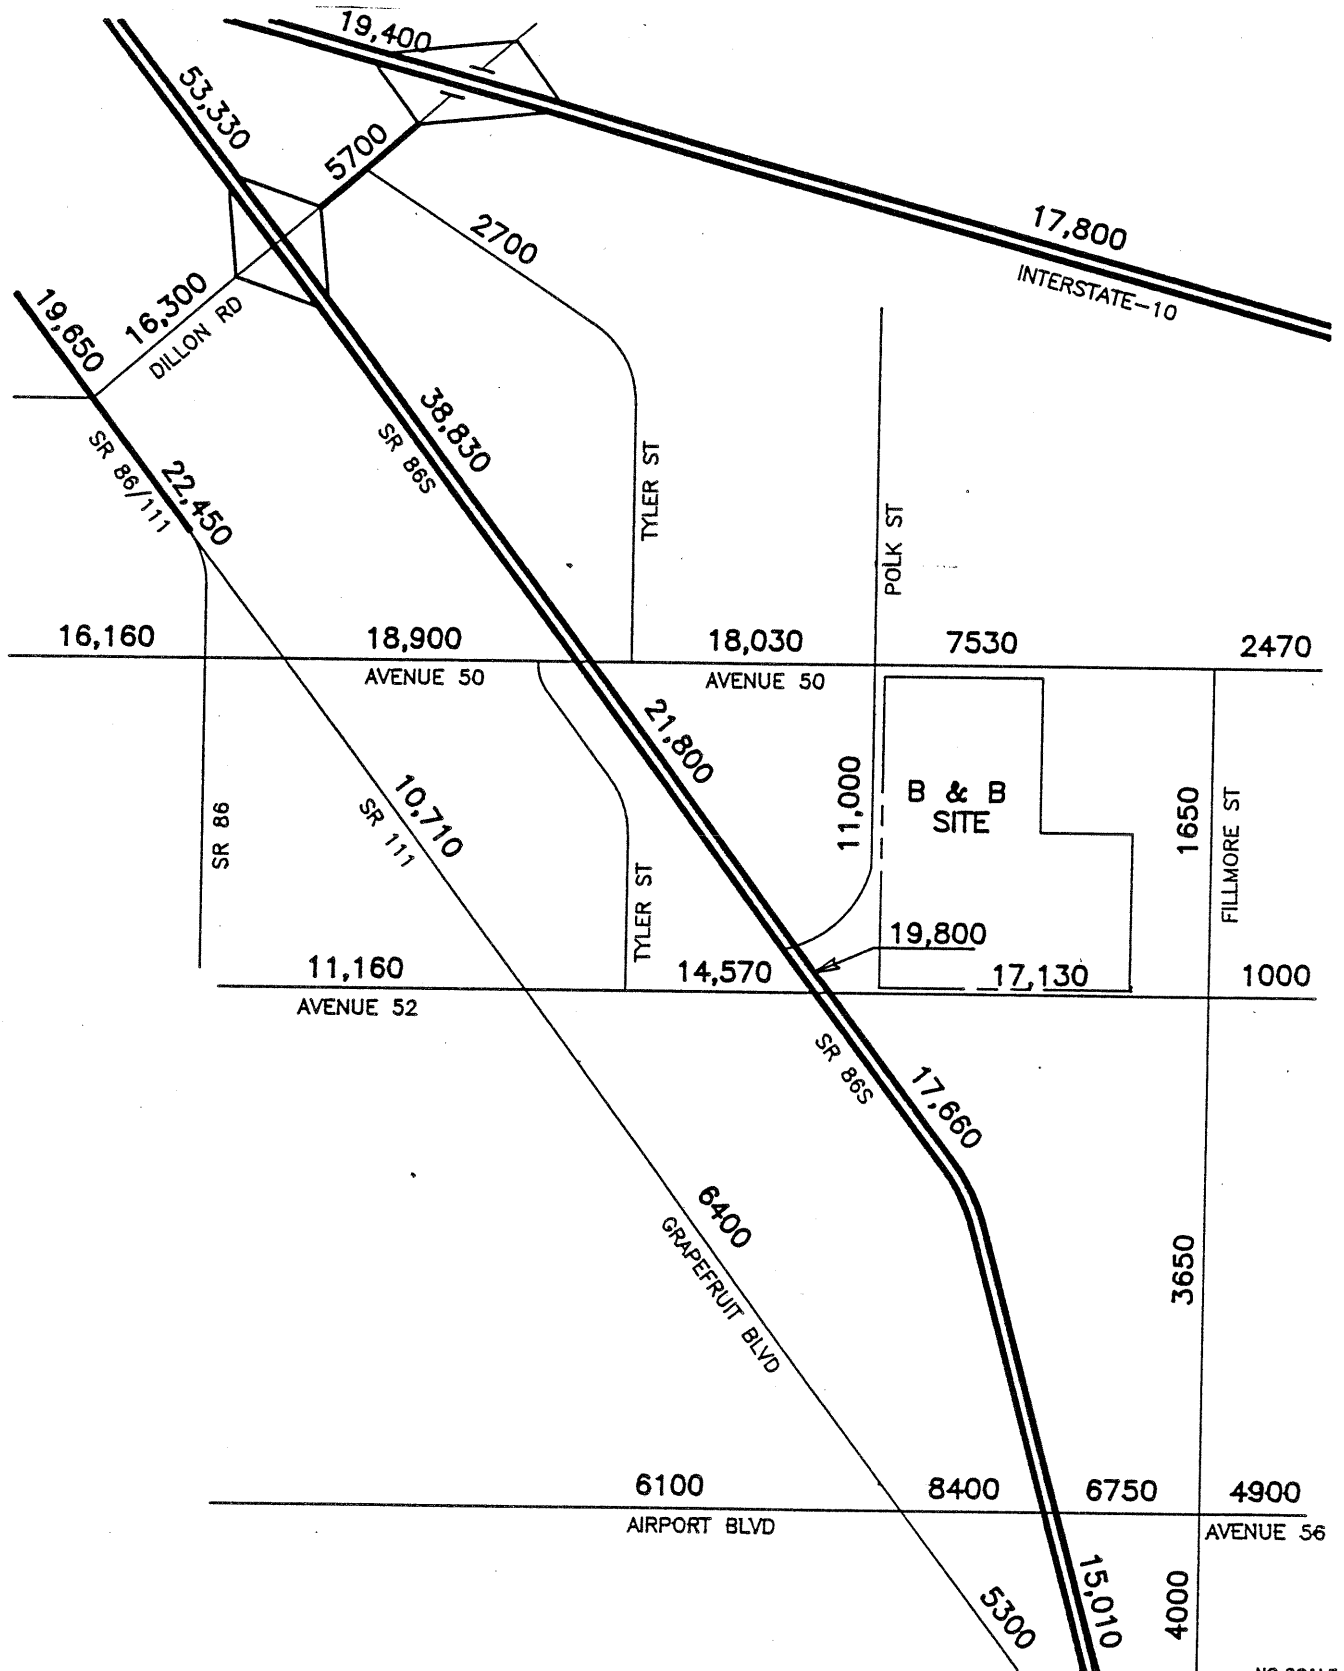 19,400
53,330
5700
2700
17,800
INTERSTATE-10
19,650
16,300
DILLON RD
38,830
SR 86S
SR 86/111
22,450
TYLER ST
POLK ST
16,160
18,900
18,030
7530
2470
AVENUE 50
AVENUE 50
21,800
10,710
SR 111
SR 86
11,000
B & B
SITE
1650
FILLMORE ST
TYLER ST
19,800
11,160
14,570
17,130
1000
AVENUE 52
SR 86S
17,660
6400
GRAPEFRUIT BLVD
3650
6100
8400
6750
4900
AIRPORT BLVD
AVENUE 56
15,010
5300
4000